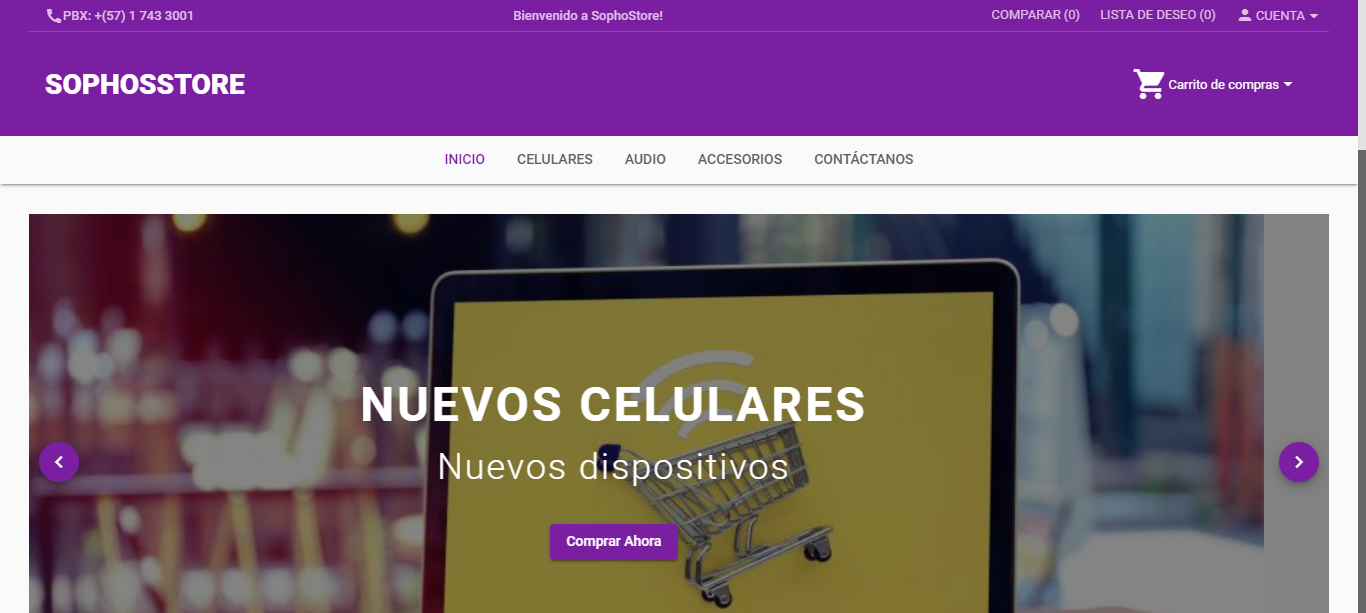 PBX: +(57) 1 743 3001
Bienvenido a SophoStore!
COMPARAR (0)
LISTA DE DESEO (0)
CUENTA
SOPHOSSTORE
Carrito de compras
INICIO
CELULARES
AUDIO
ACCESORIOS
CONTÁCTANOS
NUEVOS CELULARES
Nuevos dispositivos
Comprar Ahora